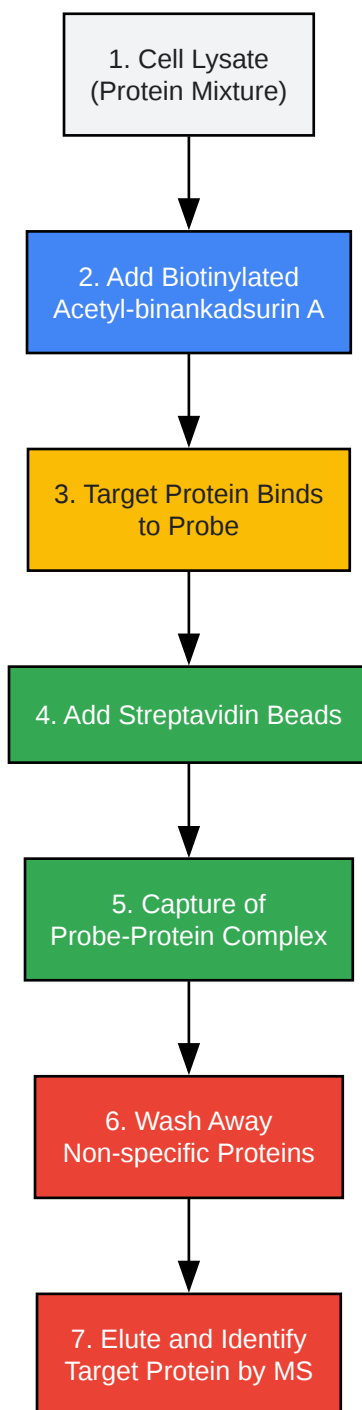 1. Cell Lysate
(Protein Mixture)
2. Add Biotinylated
Acetyl-binankadsurin A
3. Target Protein Binds
to Probe
4. Add Streptavidin Beads
5. Capture of
Probe-Protein Complex
6. Wash Away
Non-specific Proteins
7. Elute and Identify
Target Protein by MS